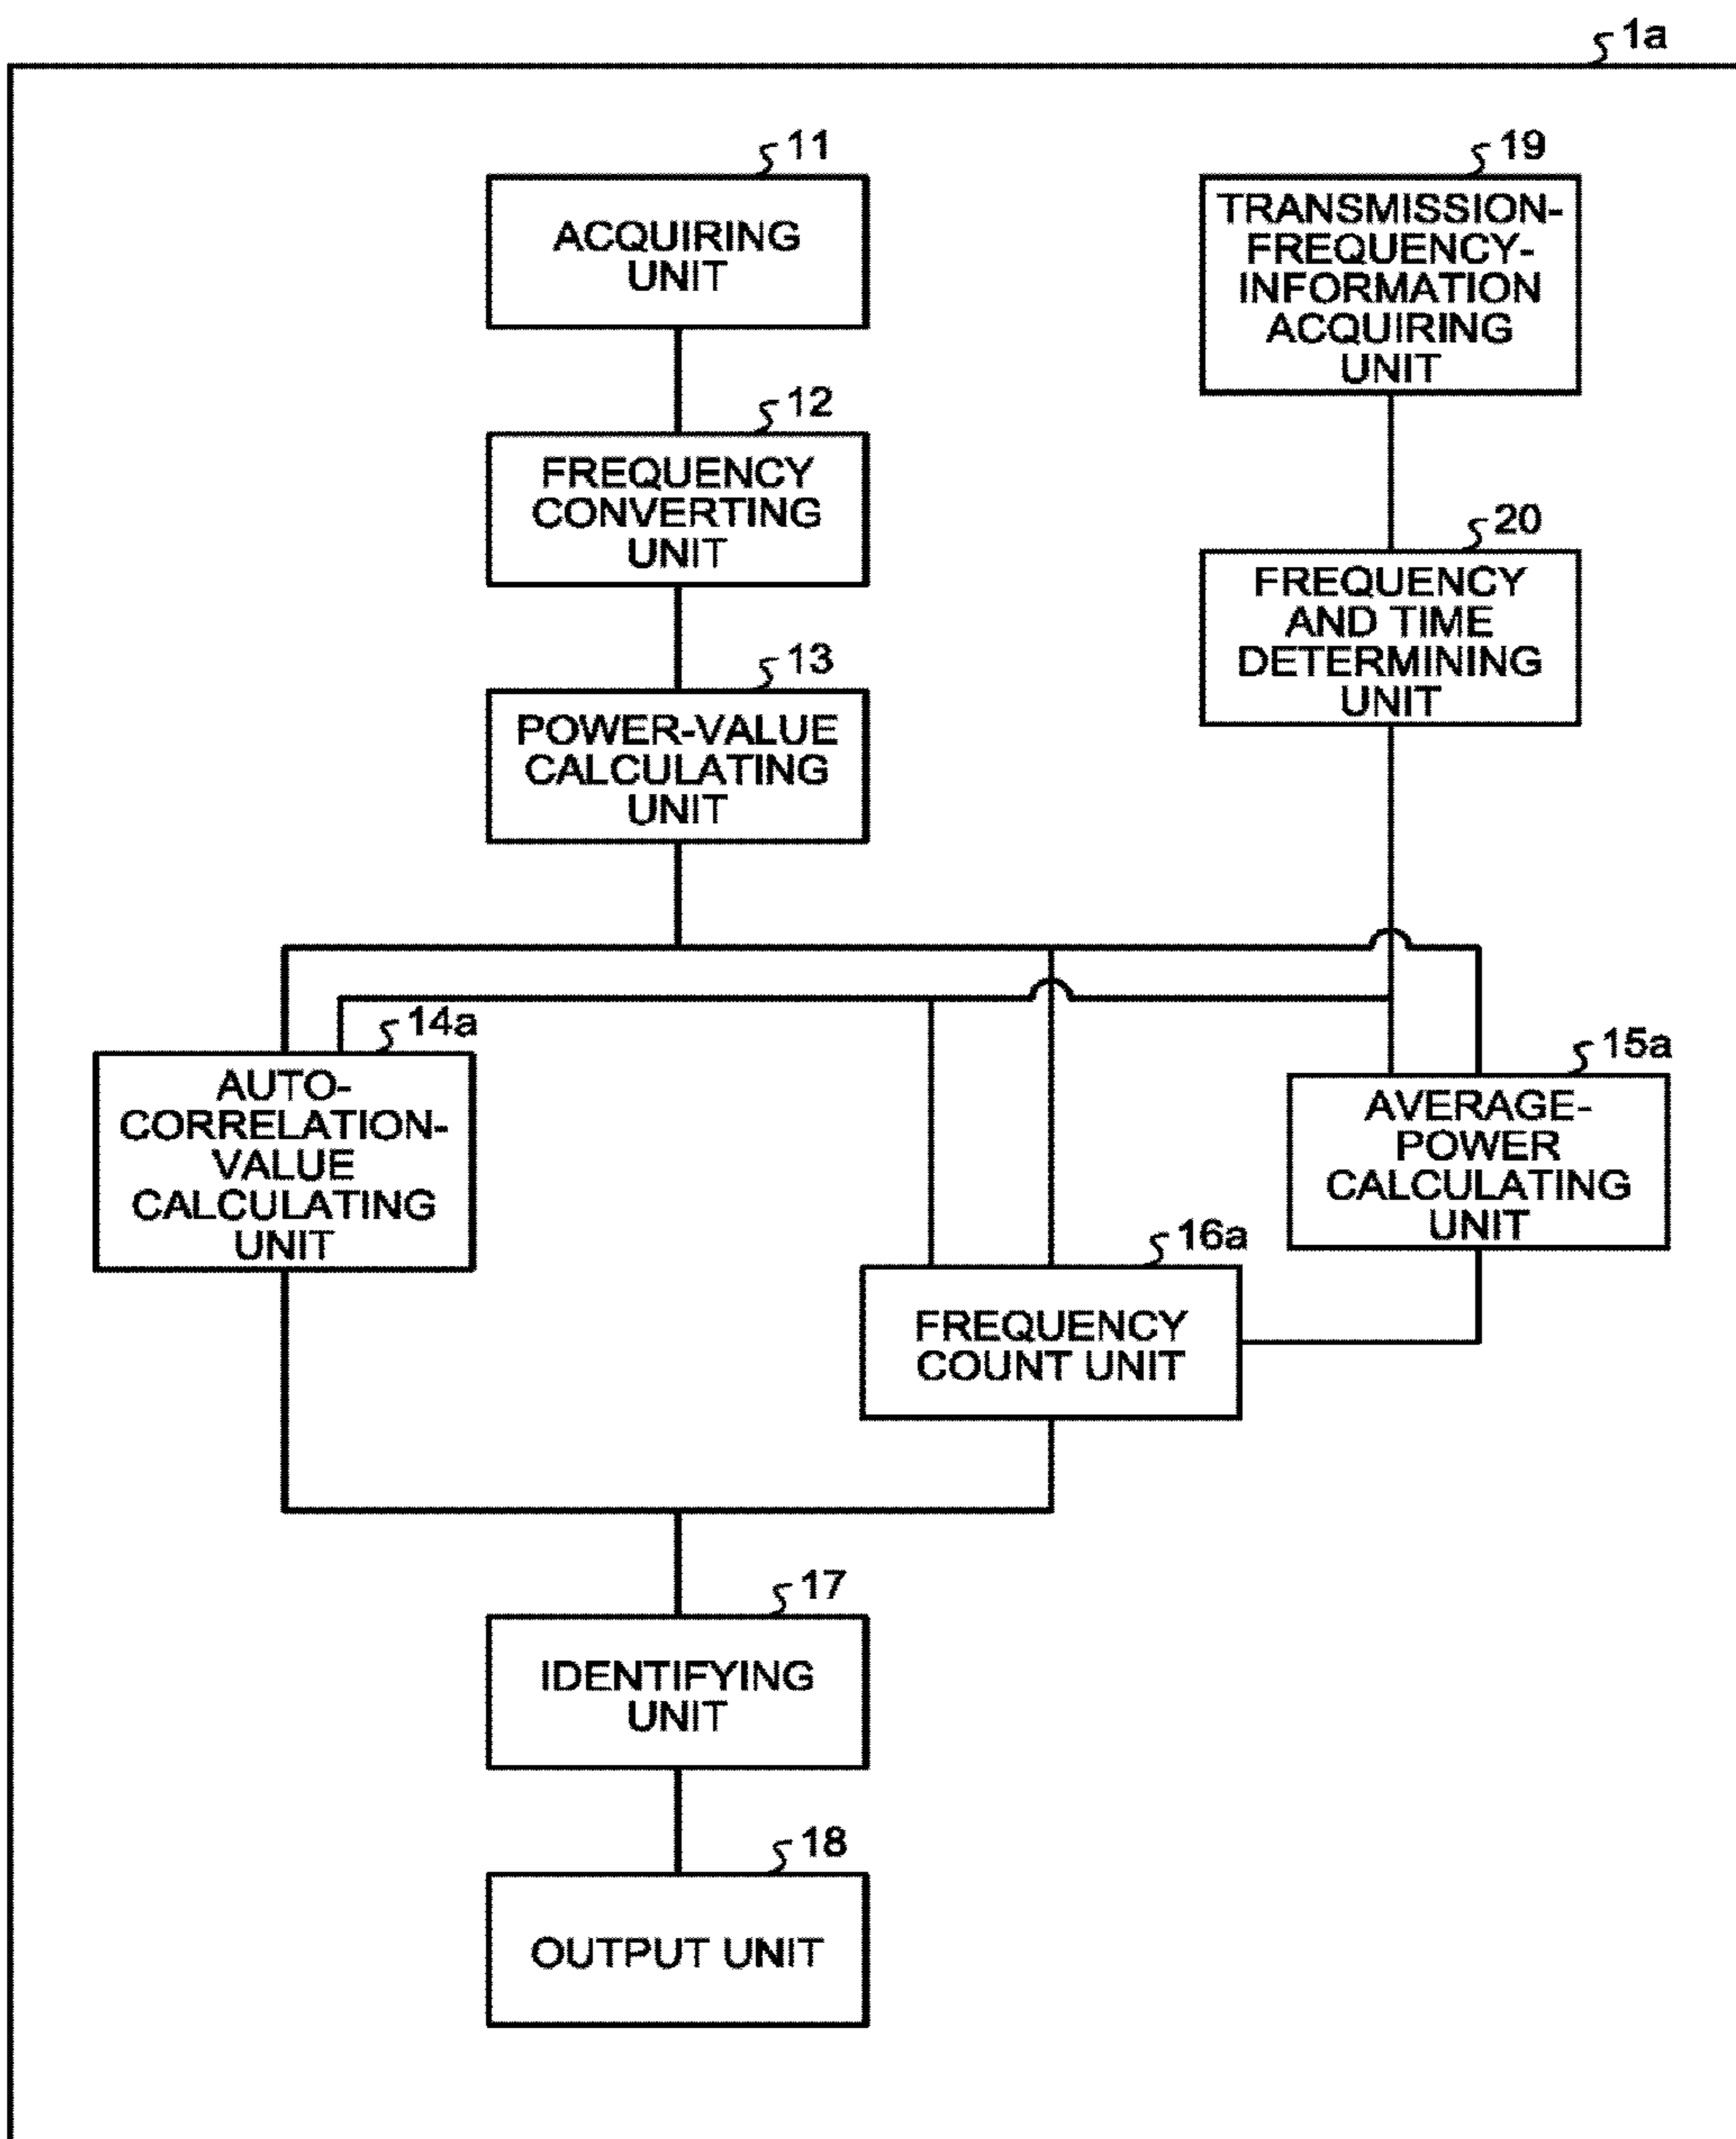 1a
11
ACQUIRING
UNIT
19
TRANSMISSION-
FREQUENCY-
INFORMATION
ACQUIRING
UNIT
12
FREQUENCY
CONVERTING
UNIT
20
FREQUENCY
AND TIME
DETERMINING
UNIT
13
POWER-VALUE
CALCULATING
UNIT
14a
AUTO-
CORRELATION-
VALUE
CALCULATING
UNIT
15a
AVERAGE-
POWER
CALCULATING
UNIT
16a
FREQUENCY
COUNT UNIT
17
IDENTIFYING
UNIT
18
OUTPUT UNIT